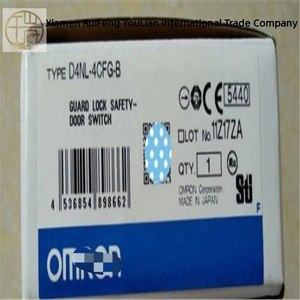 Xiamen RuiFeng YouLian International Trade Company
TYPE D4NL-4CFG-B
GUARD LOCK SAFETY-
DOOR SWITCH
CE 5440
LOT No. 11Z17ZA
QTY. 1
OMRON Corporation
MADE IN JAPAN
4 536854 898662
F